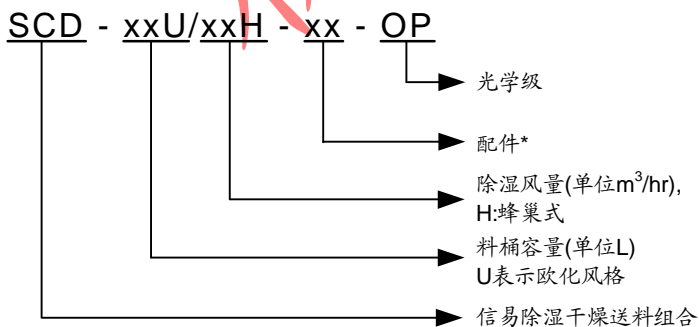 SCD - xxU/xxH - xx - OP
光学级
配件*
除湿风量(单位m³/hr),
H:蜂巢式
料桶容量(单位L)
U表示欧化风格
信易除湿干燥送料组合